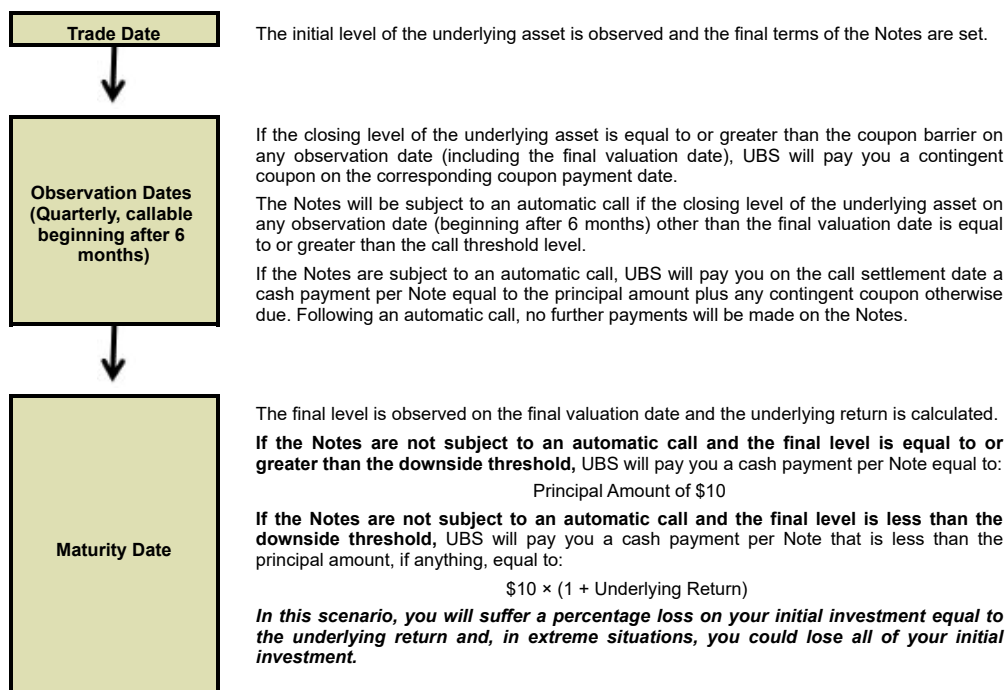 Trade Date
The initial level of the underlying asset is observed and the final terms of the Notes are set.
Observation Dates
(Quarterly, callable
beginning after 6
months)
If the closing level of the underlying asset is equal to or greater than the coupon barrier on
any observation date (including the final valuation date), UBS will pay you a contingent
coupon on the corresponding coupon payment date.
The Notes will be subject to an automatic call if the closing level of the underlying asset on
any observation date (beginning after 6 months) other than the final valuation date is equal
to or greater than the call threshold level.
If the Notes are subject to an automatic call, UBS will pay you on the call settlement date a
cash payment per Note equal to the principal amount plus any contingent coupon otherwise
due. Following an automatic call, no further payments will be made on the Notes.
Maturity Date
The final level is observed on the final valuation date and the underlying return is calculated.
If the Notes are not subject to an automatic call and the final level is equal to or
greater than the downside threshold, UBS will pay you a cash payment per Note equal to:
Principal Amount of $10
If the Notes are not subject to an automatic call and the final level is less than the
downside threshold, UBS will pay you a cash payment per Note that is less than the
principal amount, if anything, equal to:
$10 × (1 + Underlying Return)
In this scenario, you will suffer a percentage loss on your initial investment equal to
the underlying return and, in extreme situations, you could lose all of your initial
investment.